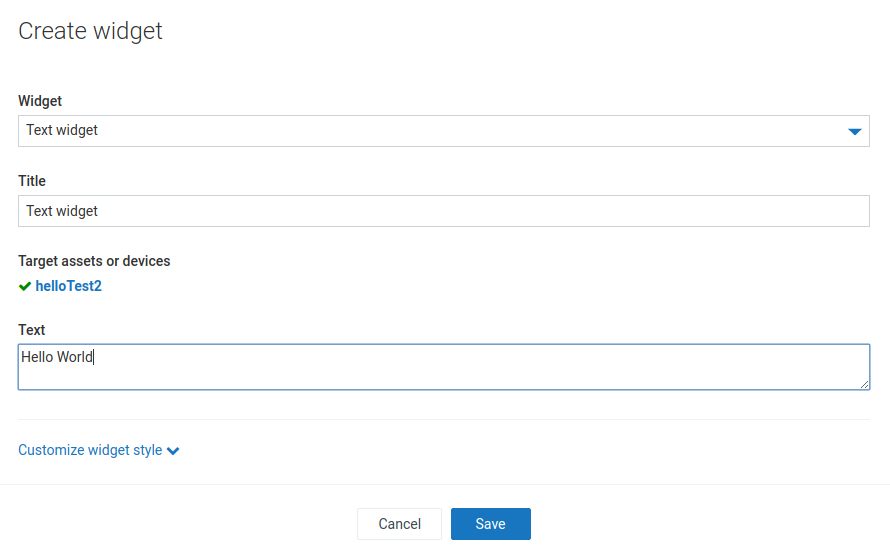 Create widget
Widget
Text widget
Title
Text widget
Target assets or devices
helloTest2
Text
Hello World
Customize widget style
Cancel Save